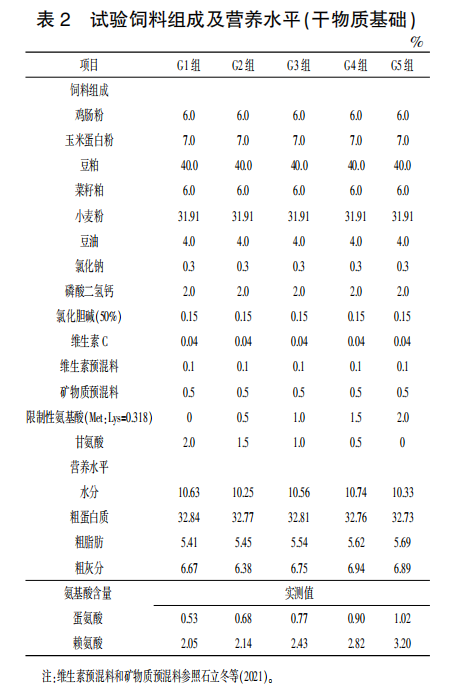 表 2　试验饲料组成及营养水平(干物质基础)
%
项目 G1 组 G2 组 G3 组 G4 组 G5 组
饲料组成
鸡肠粉 6.0 6.0 6.0 6.0 6.0
玉米蛋白粉 7.0 7.0 7.0 7.0 7.0
豆粕 40.0 40.0 40.0 40.0 40.0
菜籽粕 6.0 6.0 6.0 6.0 6.0
小麦粉 31.91 31.91 31.91 31.91 31.91
豆油 4.0 4.0 4.0 4.0 4.0
氯化钠 0.3 0.3 0.3 0.3 0.3
磷酸二氢钙 2.0 2.0 2.0 2.0 2.0
氯化胆碱(50%) 0.15 0.15 0.15 0.15 0.15
维生素 C 0.04 0.04 0.04 0.04 0.04
维生素预混料 0.1 0.1 0.1 0.1 0.1
矿物质预混料 0.5 0.5 0.5 0.5 0.5
限制性氨基酸(Met:Lys=0.318) 0 0.5 1.0 1.5 2.0
甘氨酸 2.0 1.5 1.0 0.5 0
营养水平
水分 10.63 10.25 10.56 10.74 10.33
粗蛋白质 32.84 32.77 32.81 32.76 32.73
粗脂肪 5.41 5.45 5.54 5.62 5.69
粗灰分 6.67 6.38 6.75 6.94 6.89
氨基酸含量 实测值
蛋氨酸 0.53 0.68 0.77 0.90 1.02
赖氨酸 2.05 2.14 2.43 2.82 3.20
注:维生素预混料和矿物质预混料参照石立冬等(2021)。